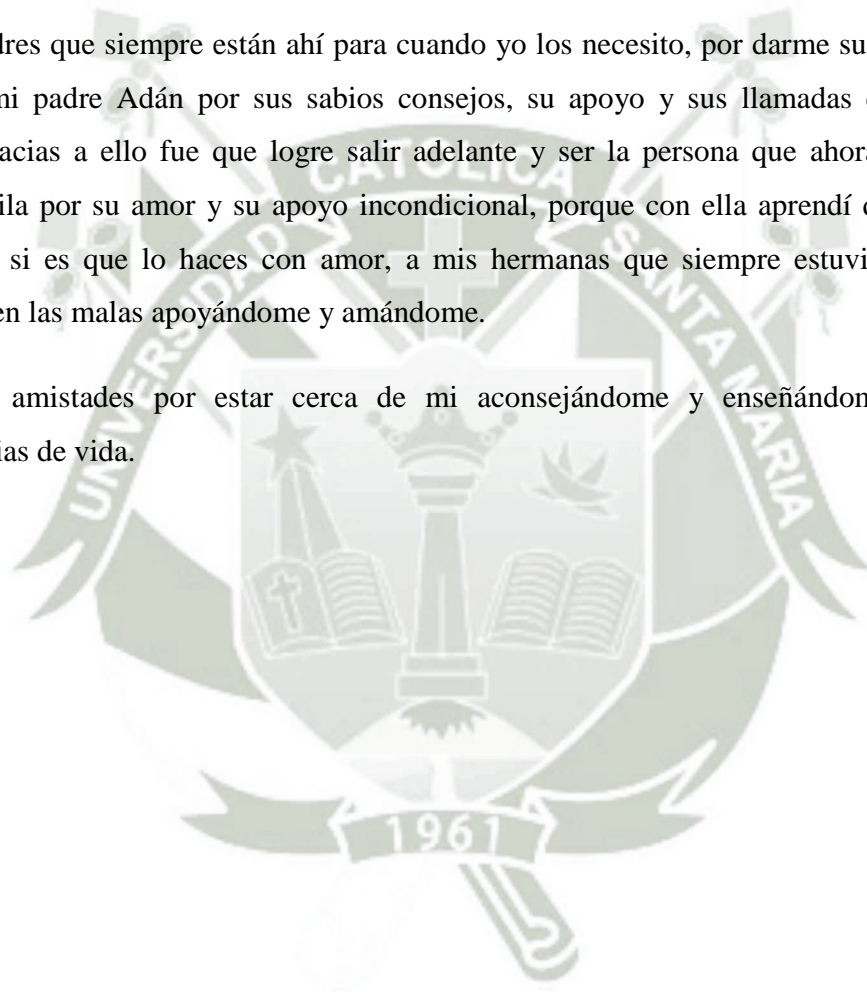 dres que siempre están ahí para cuando yo los necesito, por darme su
mi padre Adán por sus sabios consejos, su apoyo y sus llamadas
acias a ello fue que logre salir adelante y ser la persona que ahora
ila por su amor y su apoyo incondicional, porque con ella aprendí
si es que lo haces con amor, a mis hermanas que siempre
en las malas apoyándome y amándome.
amistades por estar cerca de mi aconsejándome y
ias de vida.
UNIVERSIDAD CATOLICA SANTA MARIA
1961